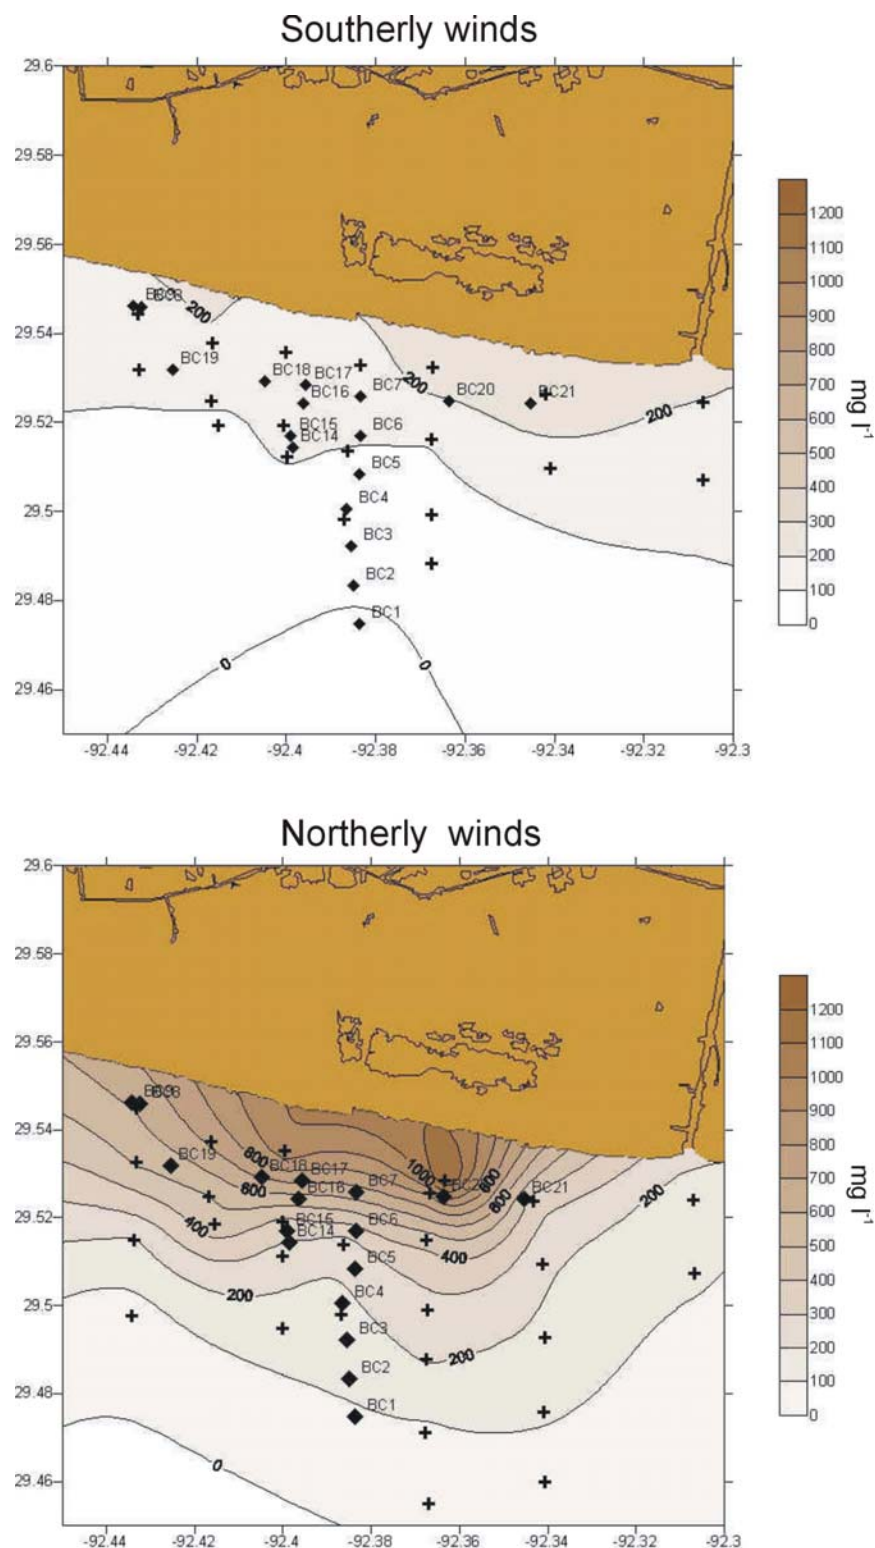 Southerly winds
29.6
29.58
29.56
29.54
29.52
29.5
29.48
29.46
-92.44
-92.42
-92.4
-92.38
-92.36
-92.34
-92.32
-92.3
200
BC19
BC18
BC17
BC16
BC7
200
BC20
BC21
200
BC15
BC14
BC6
BC5
BC4
BC3
BC2
BC1
0
0
1200
1100
1000
900
800
700
600
500
400
300
200
100
0
mg l-1
Northerly winds
29.6
29.58
29.56
29.54
29.52
29.5
29.48
29.46
-92.44
-92.42
-92.4
-92.38
-92.36
-92.34
-92.32
-92.3
BC19
800
BC18
BC17
1000
600
BC16
BC7
BC21
200
400
BC15
BC14
BC6
400
BC5
200
BC4
BC3
200
BC2
BC1
0
1200
1100
1000
900
800
700
600
500
400
300
200
100
0
mg l-1